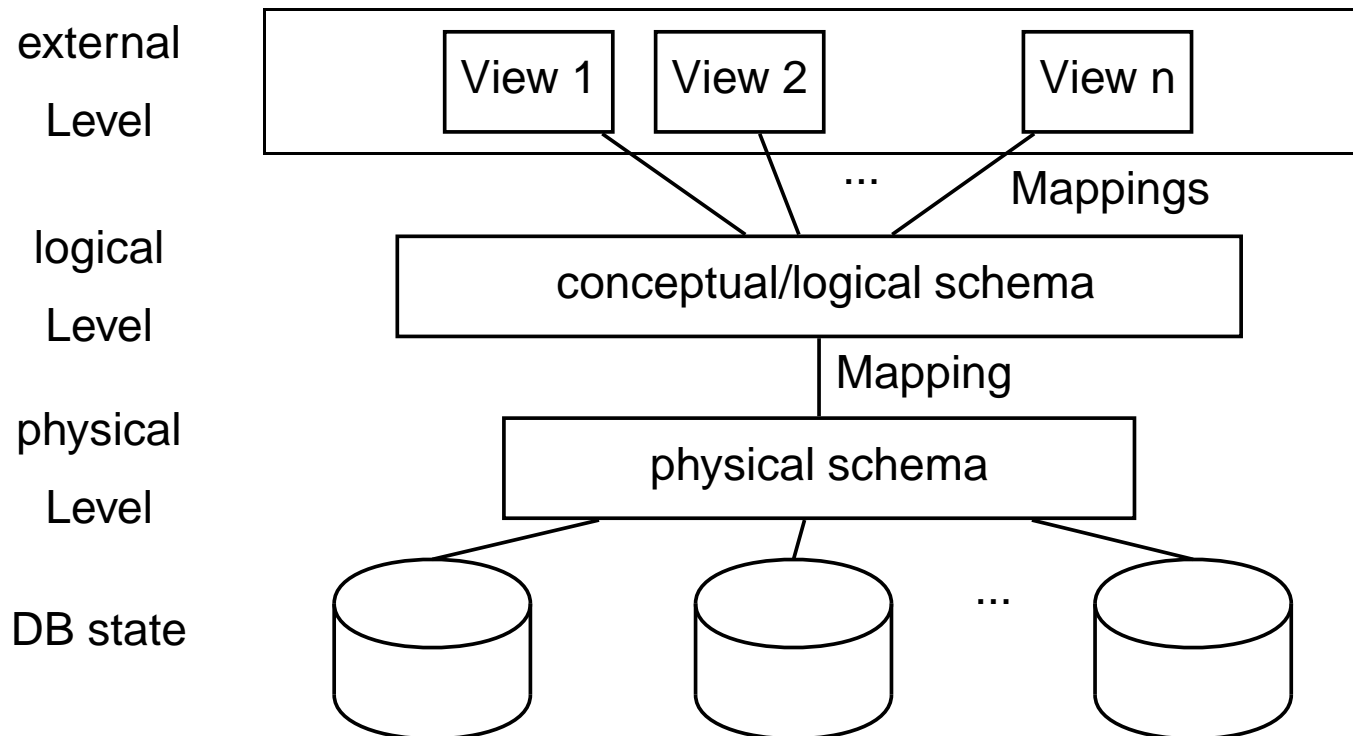 external
Level
View 1
View 2
View n
...
Mappings
logical
Level
conceptual/logical schema
Mapping
physical
Level
physical schema
DB state
...